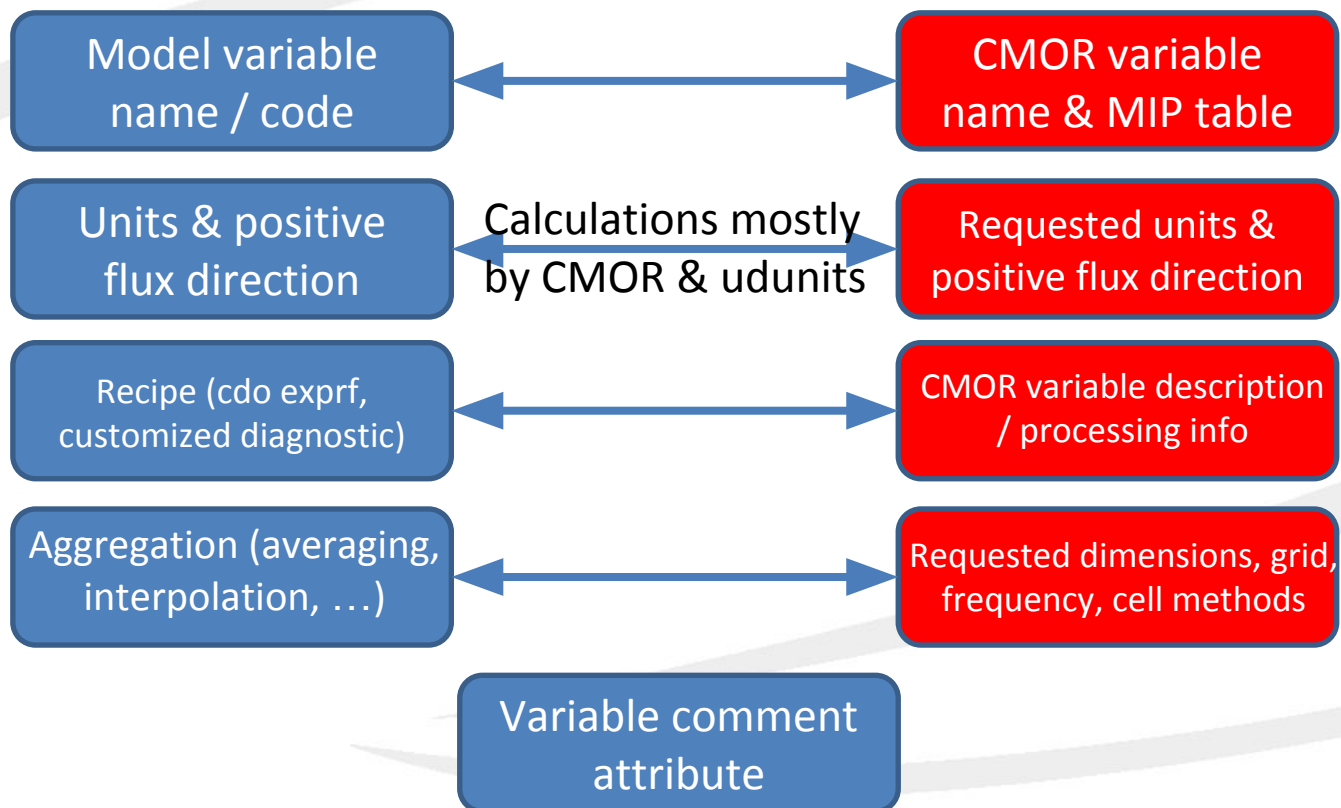 Model variable
name / code
CMOR variable
name & MIP table
Units & positive
flux direction
Calculations mostly
by CMOR & udunits
Requested units &
positive flux direction
Recipe (cdo exprf,
customized diagnostic)
CMOR variable description
/ processing info
Aggregation (averaging,
interpolation, …)
Requested dimensions, grid,
frequency, cell methods
Variable comment
attribute